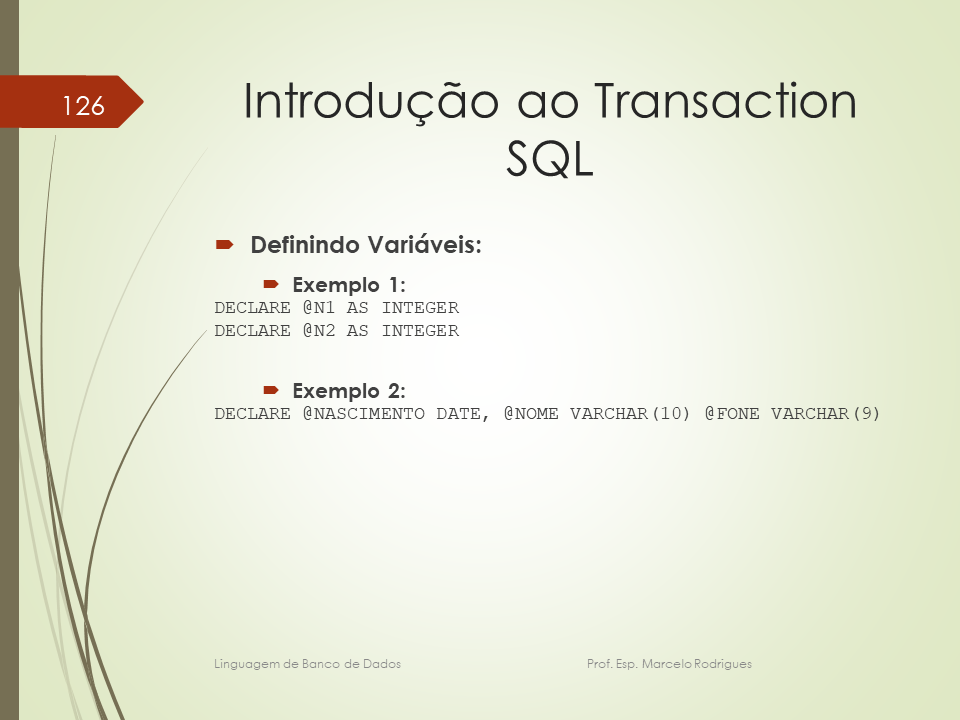 126
Introdução ao Transaction
SQL
Definindo Variáveis:
Exemplo 1:
DECLARE @N1 AS INTEGER
DECLARE @N2 AS INTEGER
Exemplo 2:
DECLARE @NASCIMENTO DATE, @NOME VARCHAR(10) @FONE VARCHAR(9)
Linguagem de Banco de Dados Prof. Esp. Marcelo Rodrigues